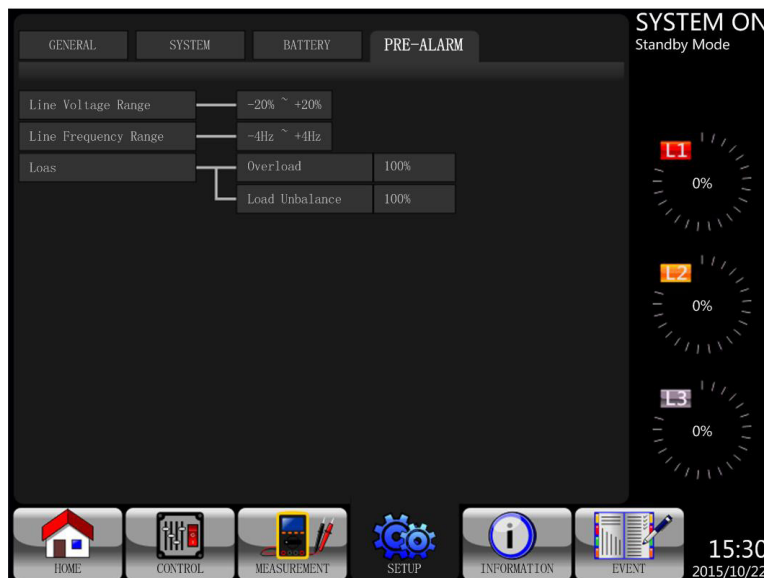 GENERAL SYSTEM BATTERY PRE-ALARM
SYSTEM ON
Standby Mode
Line Voltage Range -20% ~ +20%
Line Frequency Range -4Hz ~ +4Hz
Loas Overload 100%
Load Unbalance 100%
L1
0%
L2
0%
L3
0%
HOME CONTROL MEASUREMENT SETUP INFORMATION EVENT
15:30
2015/10/22